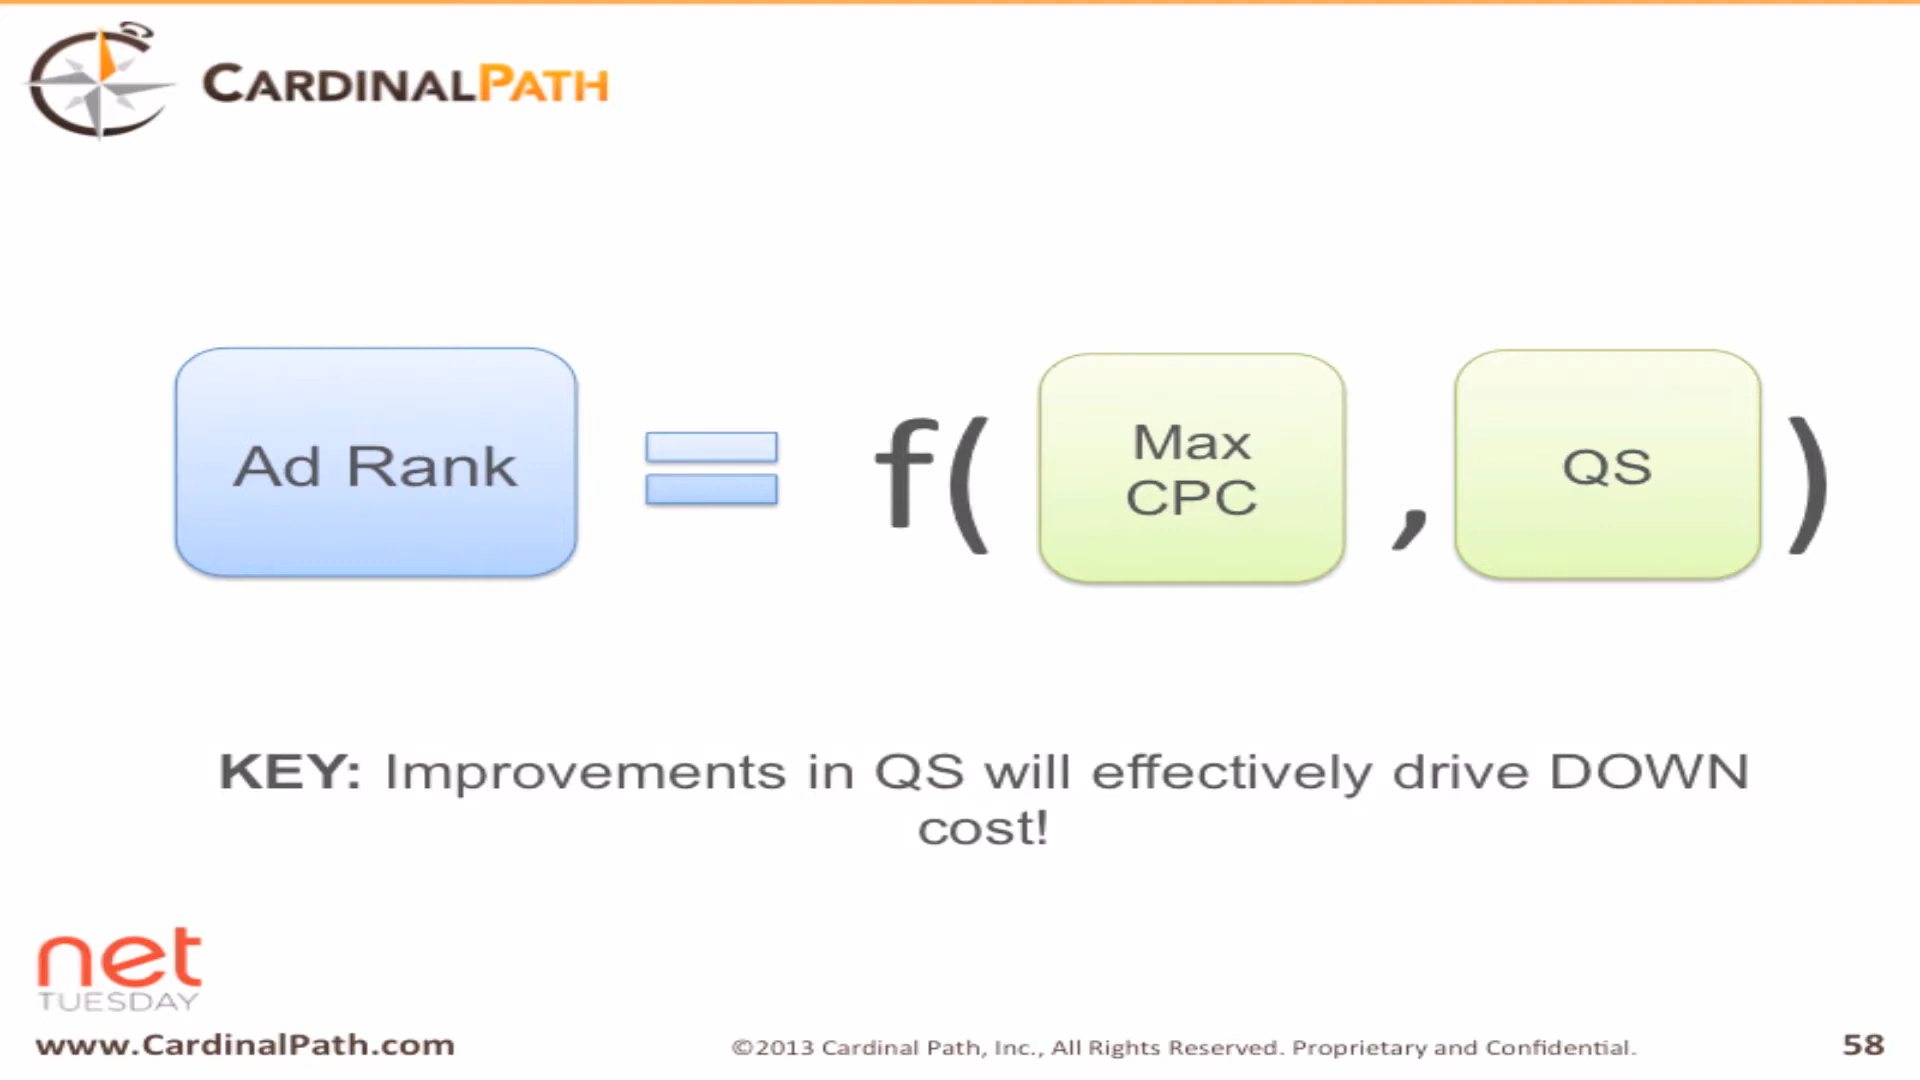 CARDINALPATH
Ad Rank
f(
Max
CPC
,
QS
)
KEY: Improvements in QS will effectively drive DOWN
cost!
net
TUESDAY
www.CardinalPath.com
©2013 Cardinal Path, Inc., All Rights Reserved. Proprietary and Confidential.
58